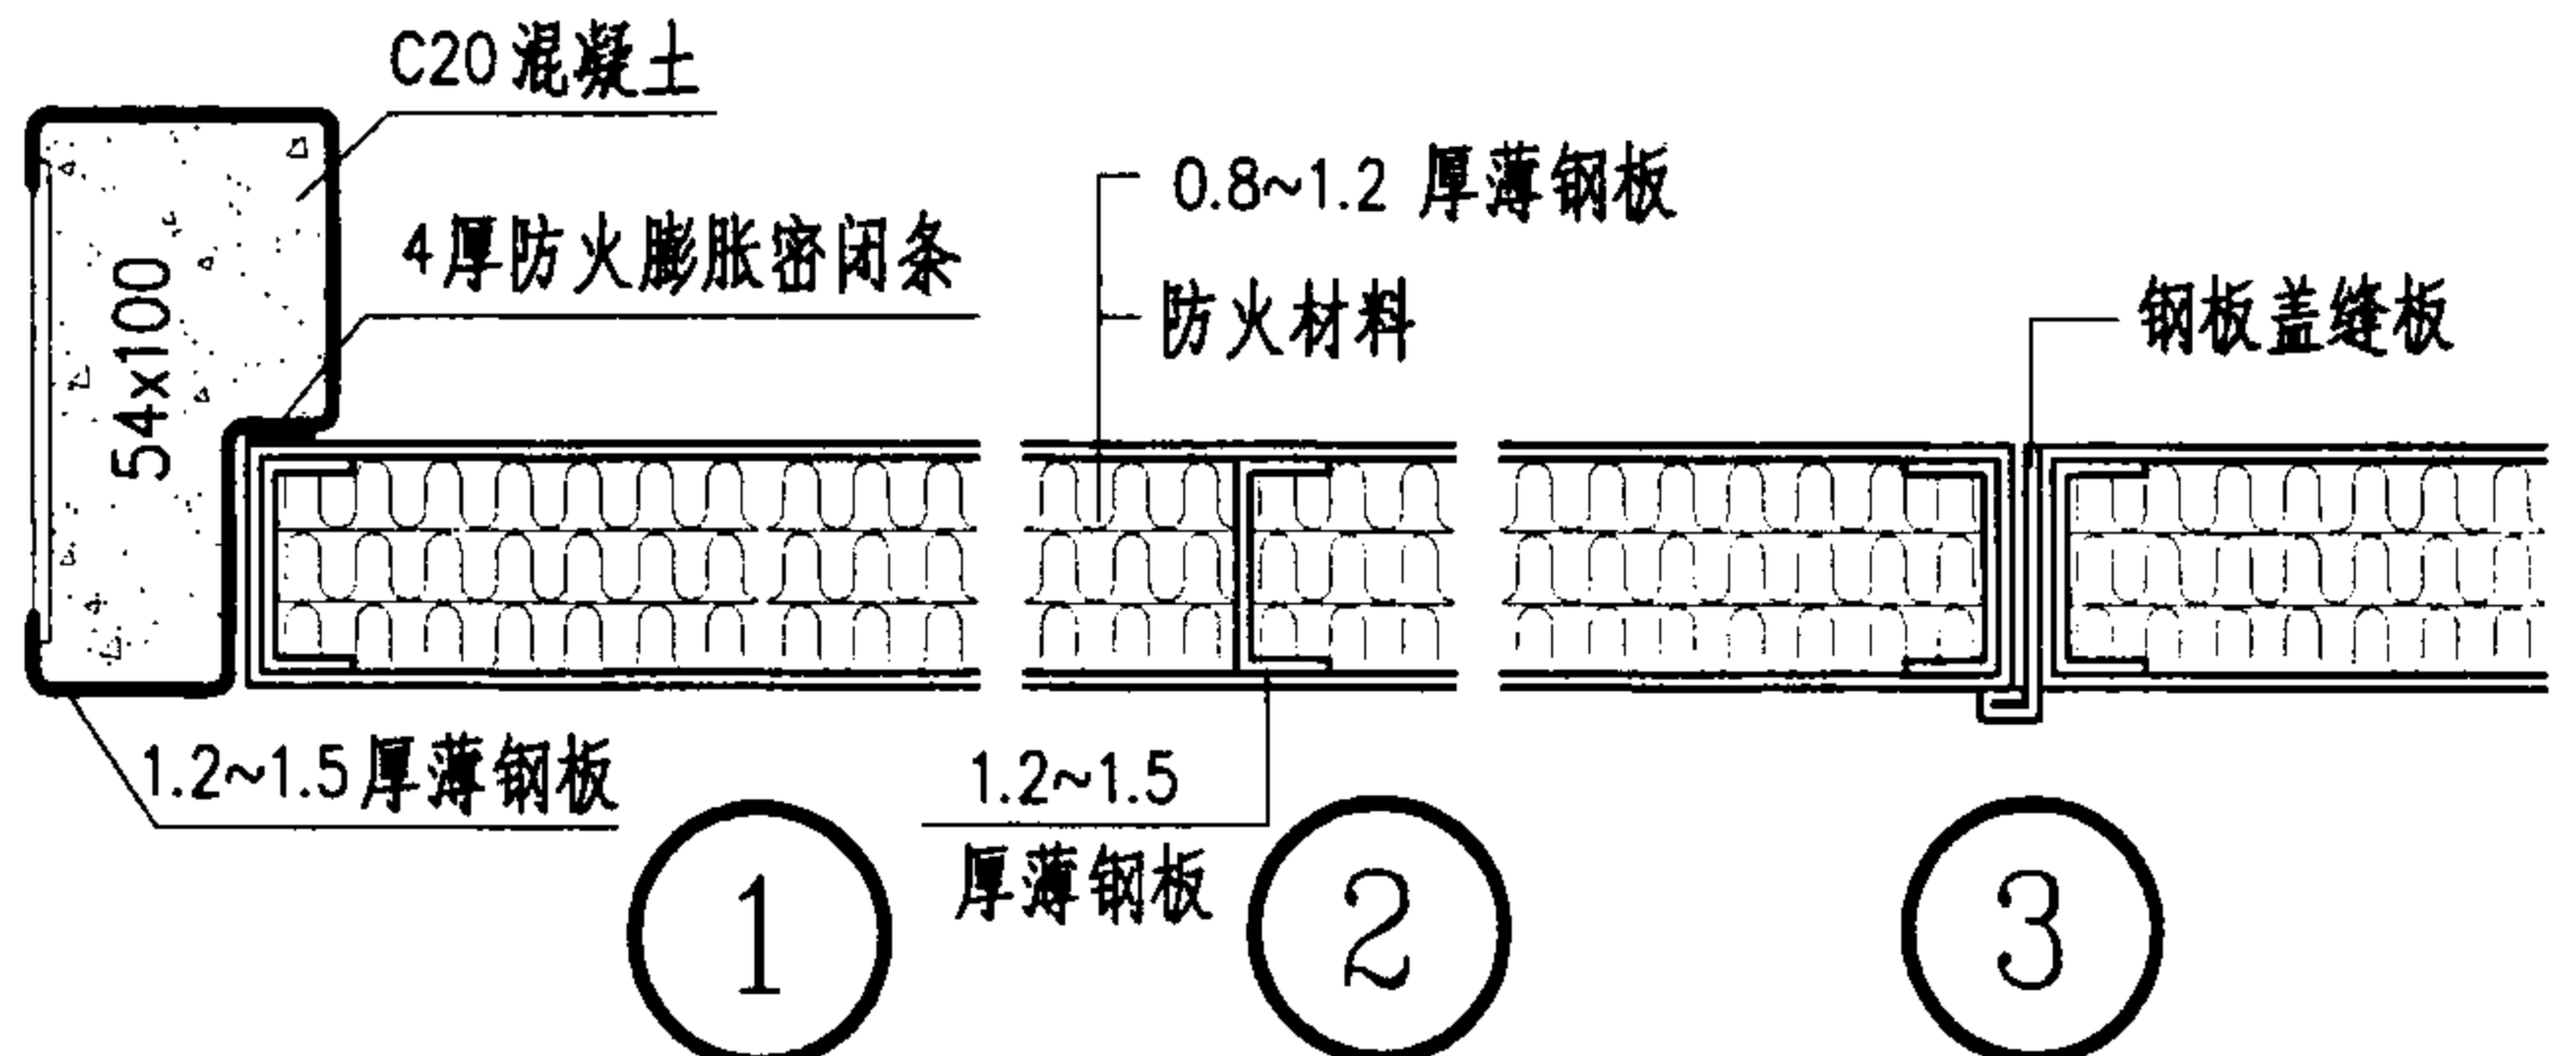 C20混凝土
4厚防火膨胀密闭条
54x100
1.2~1.5厚薄钢板
0.8~1.2 厚薄钢板
防火材料
1.2~1.5
厚薄钢板
钢板盖缝板
1
2
3